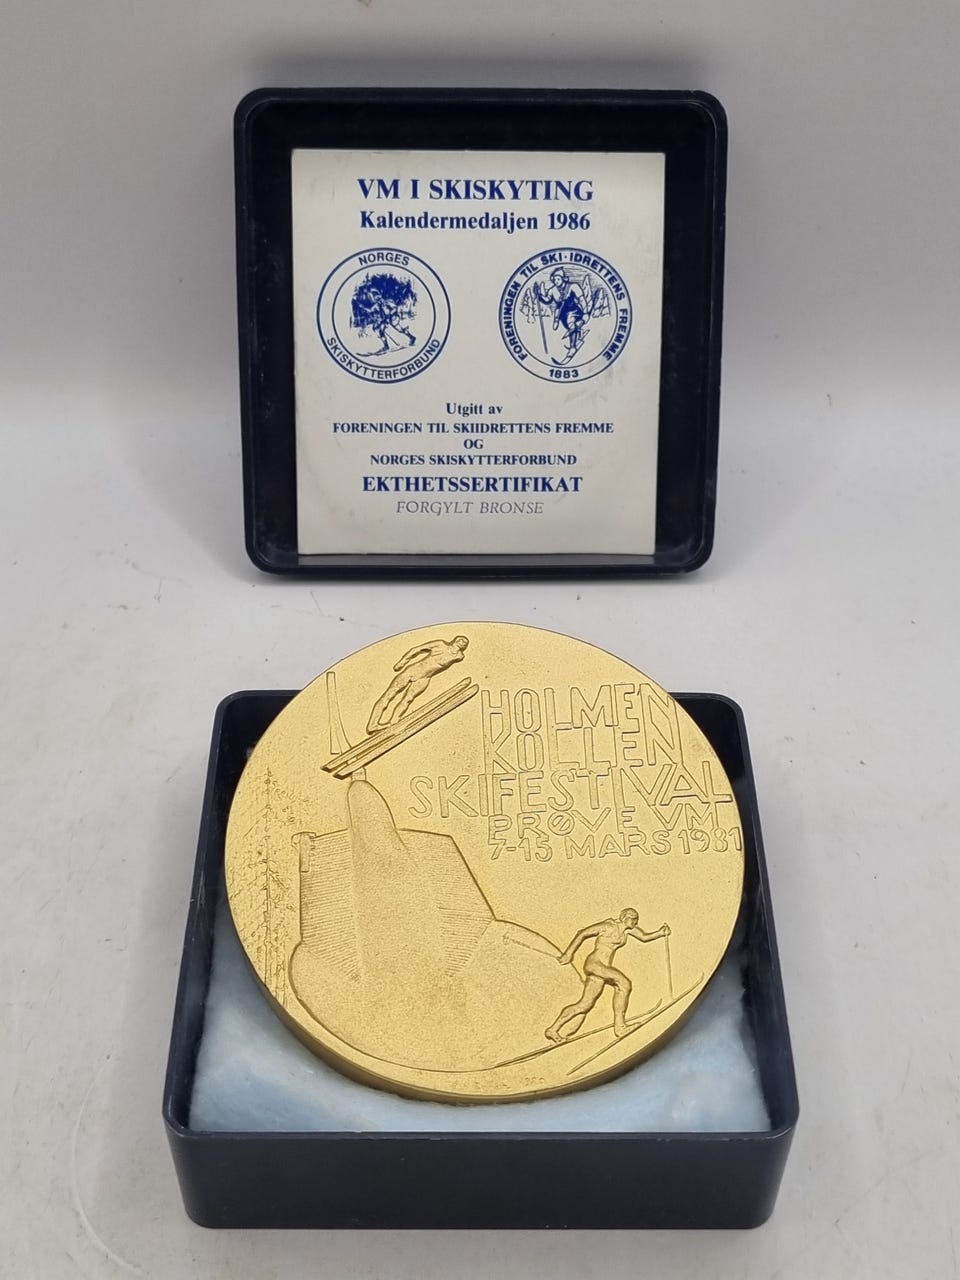 VM I SKISKYTING
Kalendermedaljen 1986
NORGES
SKISKYTTERFORBUND
FORENINGEN TIL SKI-IDRETTENS FREMME
1883
Utgitt av
FORENINGEN TIL SKIIDRETTENS FREMME
OG
NORGES SKISKYTTERFORBUND
EKTHETSSERTIFIKAT
FORGYLT BRONSE
HOLMEN
KOLLEN
SKIFESTIVAL
PRØVE VM
7-15 MARS 1981